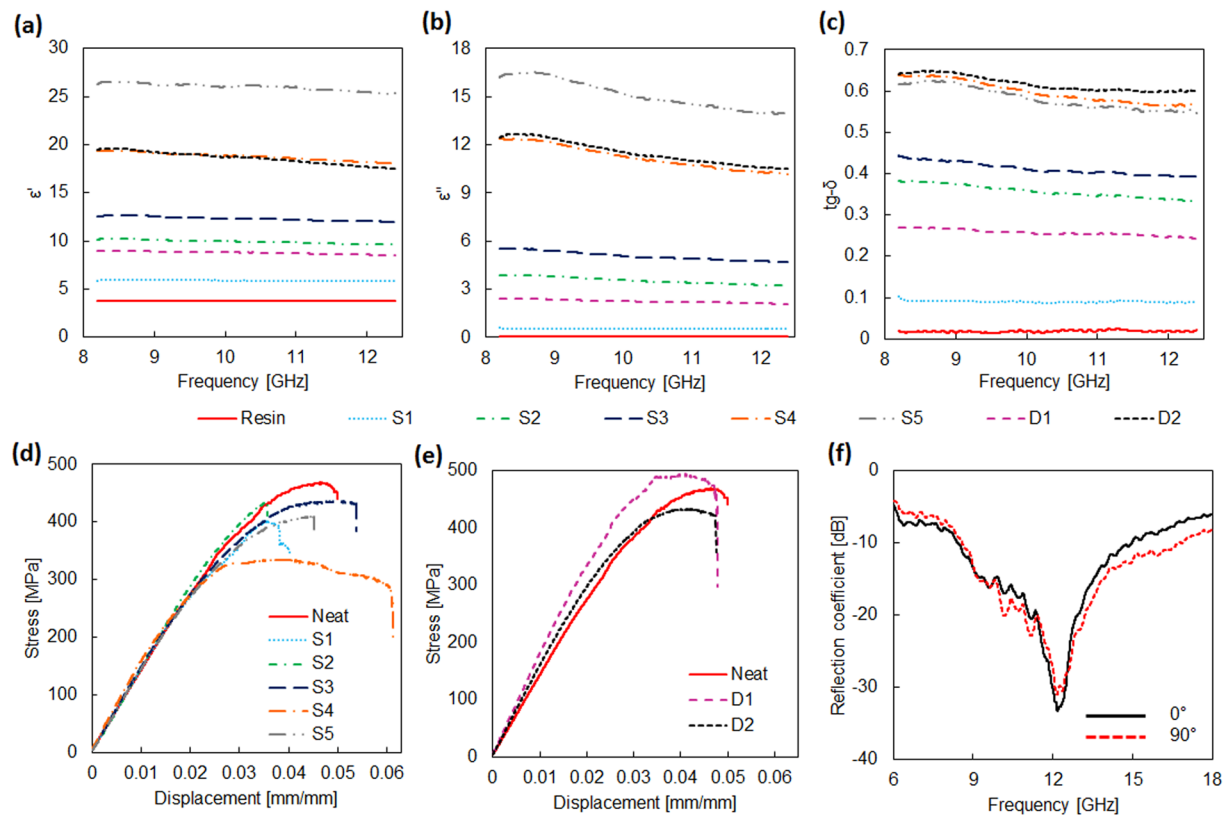 (a)
(b)
(c)
30
25
20
15
10
5
0
ε'
8 9 10 11 12
Frequency [GHz]
18
15
12
9
6
3
0
ε"
8 9 10 11 12
Frequency [GHz]
0.7
0.6
0.5
0.4
0.3
0.2
0.1
0
tg-δ
8 9 10 11 12
Frequency [GHz]
Resin S1 S2 S3 S4 S5 D1 D2
(d)
(e)
(f)
500
400
300
200
100
0
Stress [MPa]
Neat
S1
S2
S3
S4
S5
0 0.01 0.02 0.03 0.04 0.05 0.06
Displacement [mm/mm]
500
400
300
200
100
0
Stress [MPa]
Neat
D1
D2
0 0.01 0.02 0.03 0.04 0.05 0.06
Displacement [mm/mm]
0
-10
-20
-30
-40
Reflection coefficient [dB]
0°
90°
6 9 12 15 18
Frequency [GHz]